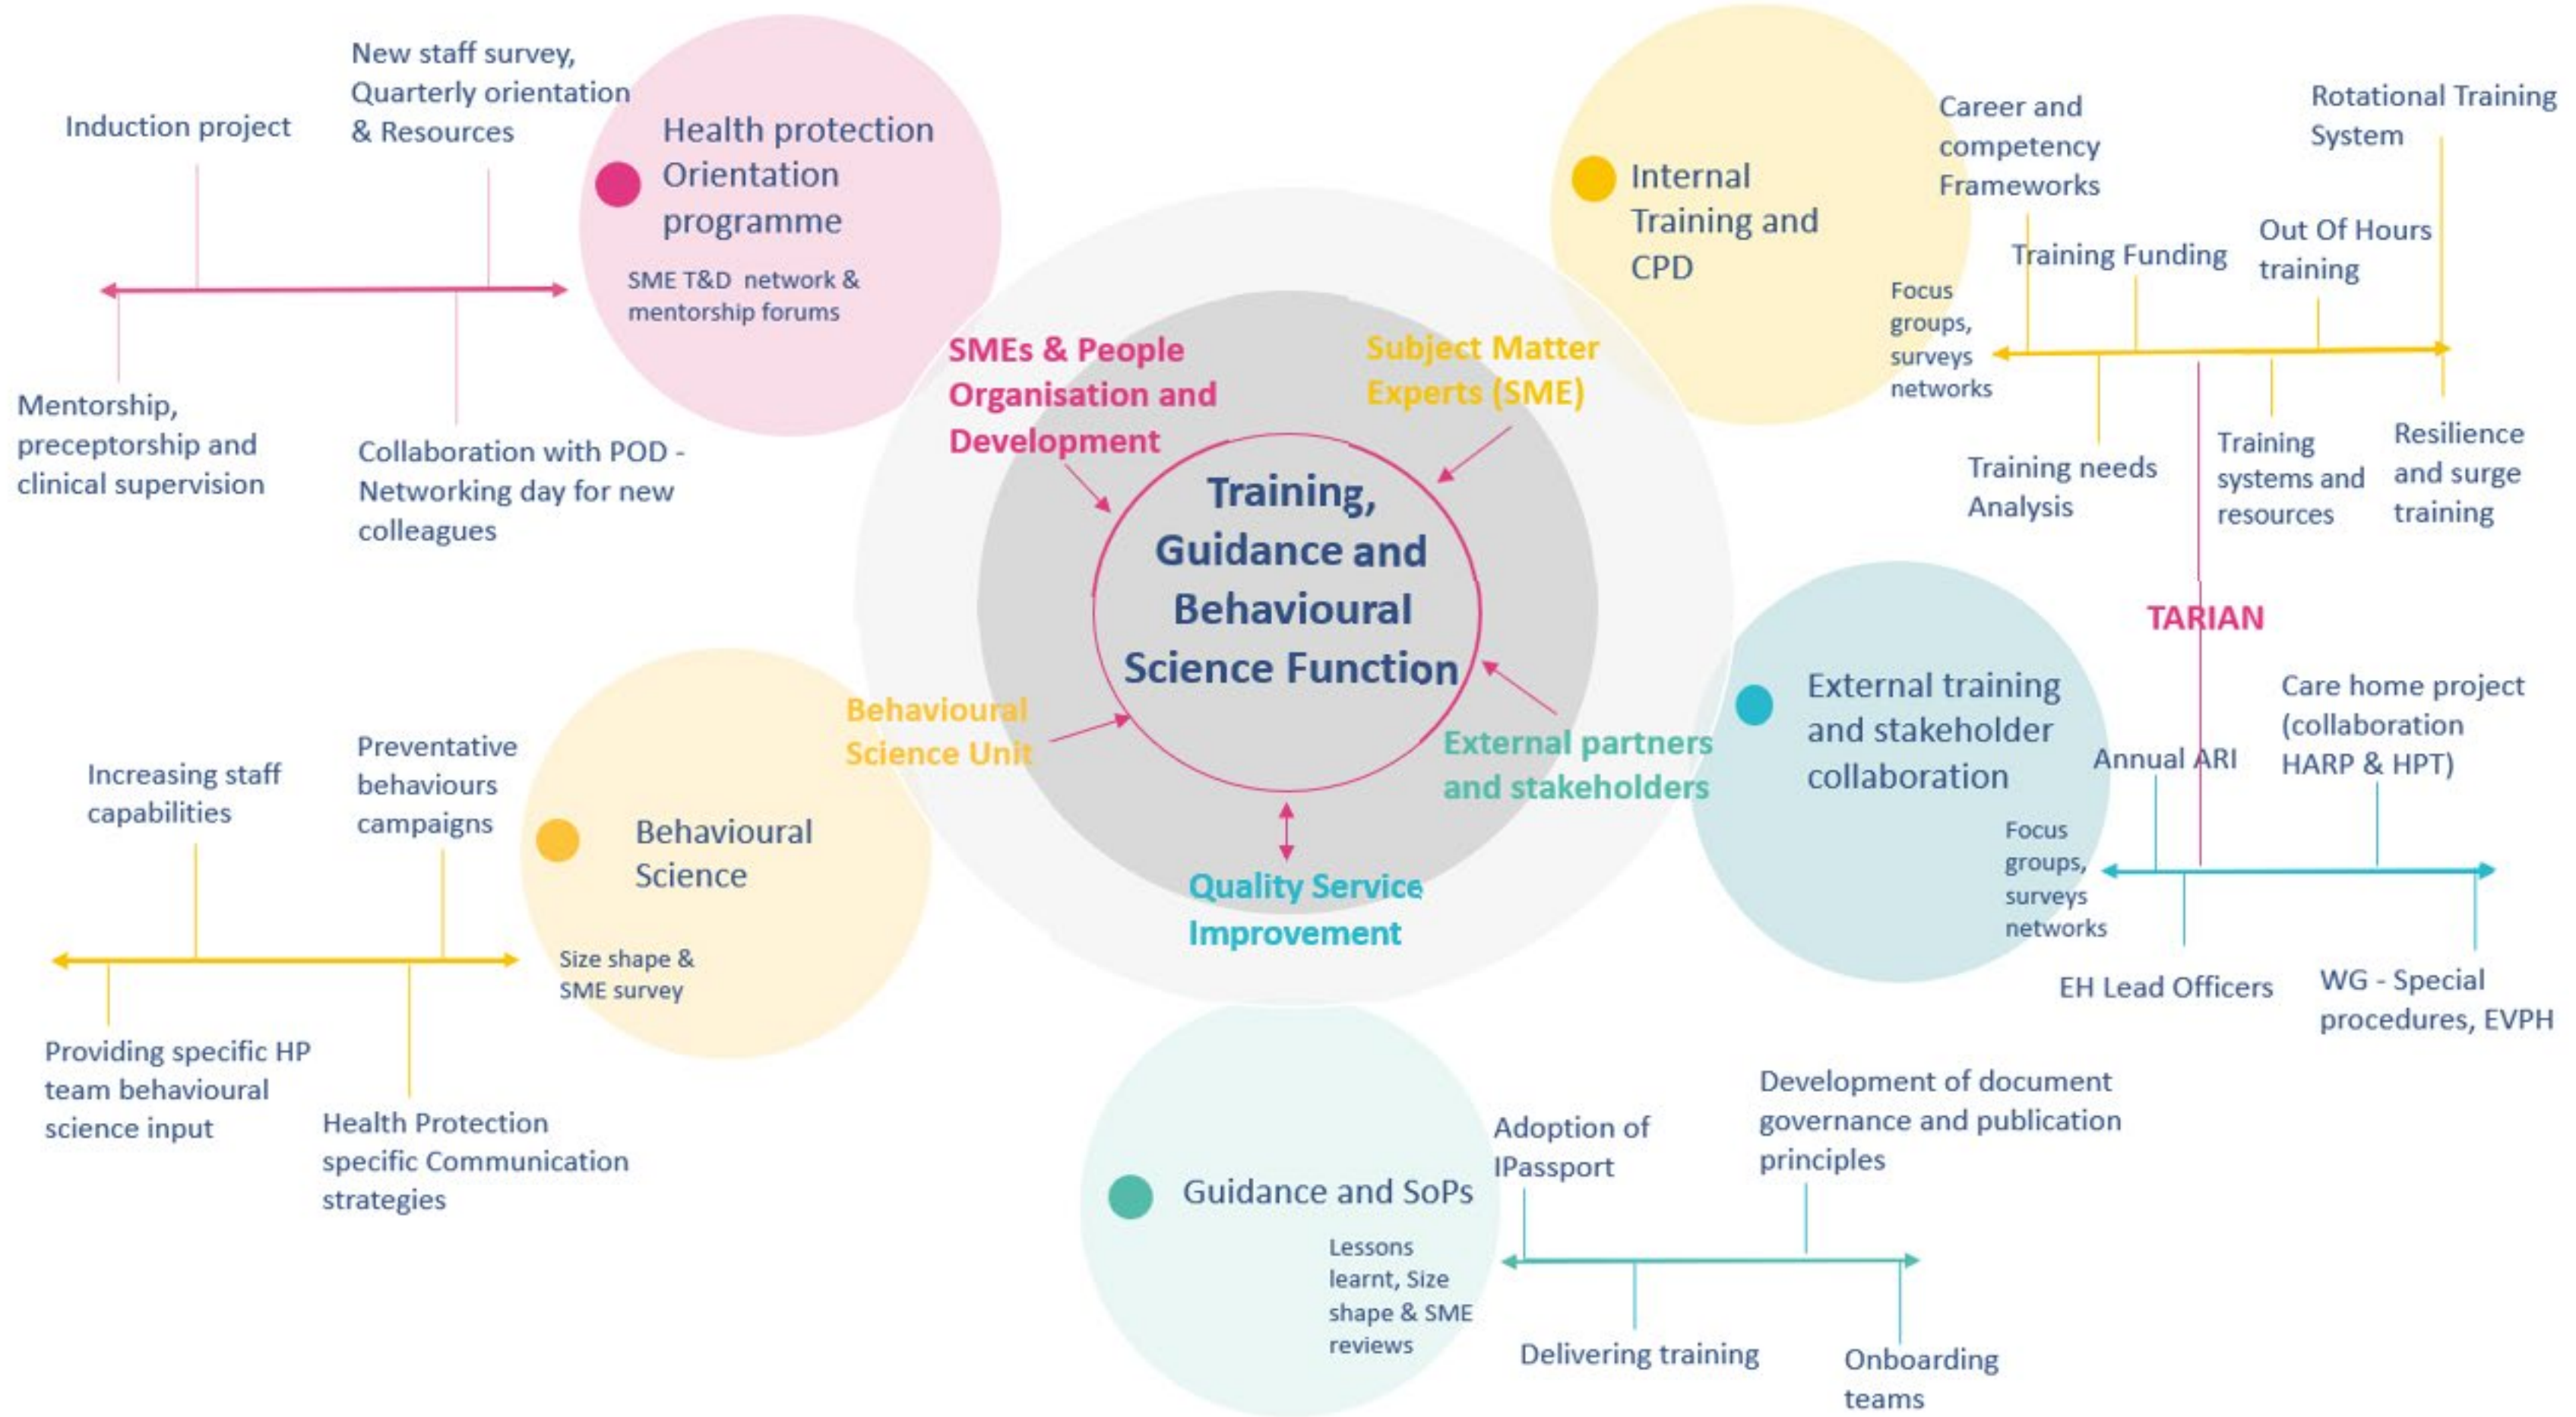 New staff survey,
Quarterly orientation
& Resources
Induction project
Mentorship,
preceptorship and
clinical supervision
Collaboration with POD -
Networking day for new
colleagues
Health protection
Orientation
programme
SME T&D network &
mentorship forums
Internal
Training and
CPD
Focus
groups,
surveys
networks
Career and
competency
Frameworks
Training Funding
Out Of Hours
training
Rotational Training
System
Training needs
Analysis
Training
systems and
resources
Resilience
and surge
training
SMEs & People
Organisation and
Development
Subject Matter
Experts (SME)
Training,
Guidance and
Behavioural
Science Function
Behavioural
Science Unit
External partners
and stakeholders
Quality Service
Improvement
TARIAN
External training
and stakeholder
collaboration
Focus
groups,
surveys
networks
Annual ARI
Care home project
(collaboration
HARP & HPT)
EH Lead Officers
WG - Special
procedures, EVPH
Increasing staff
capabilities
Preventative
behaviours
campaigns
Behavioural
Science
Size shape &
SME survey
Providing specific HP
team behavioural
science input
Health Protection
specific Communication
strategies
Guidance and SoPs
Lessons
learnt, Size
shape & SME
reviews
Adoption of
IPassport
Development of document
governance and publication
principles
Delivering training
Onboarding
teams